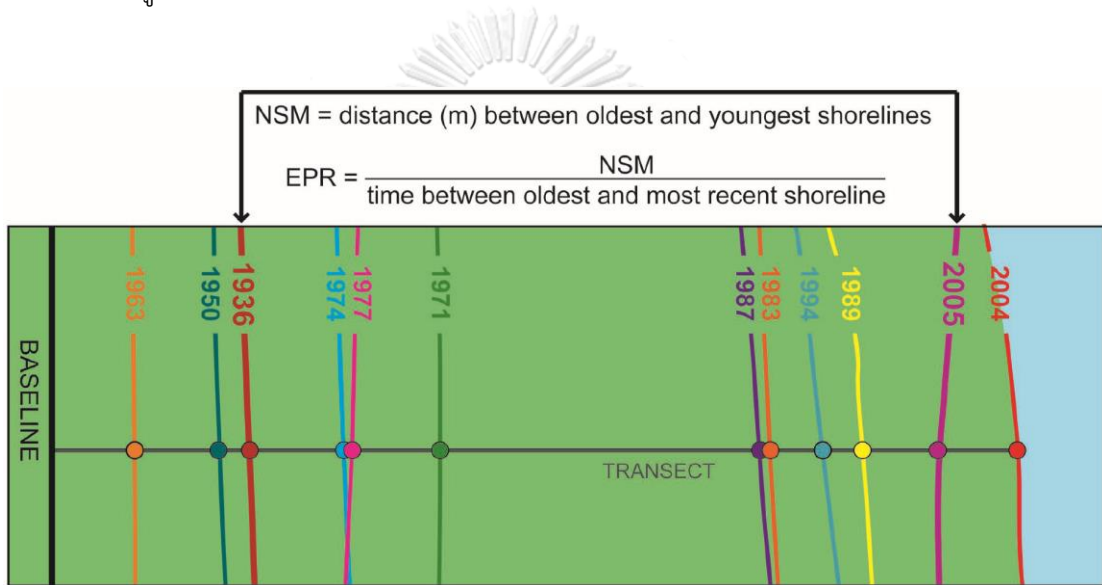 NSM = distance (m) between oldest and youngest shorelines
EPR = NSM
time between oldest and most recent shoreline
BASELINE
1963
1950
1936
1974
1977
1971
1987
1983
1994
1989
2005
2004
TRANSECT